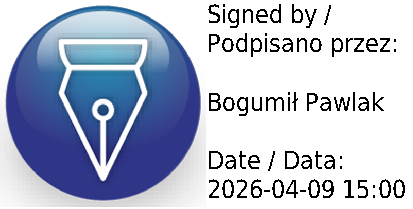 Signed by /
Podpisano przez:
Bogumił Pawlak
Date / Data:
2026-04-09 15:00